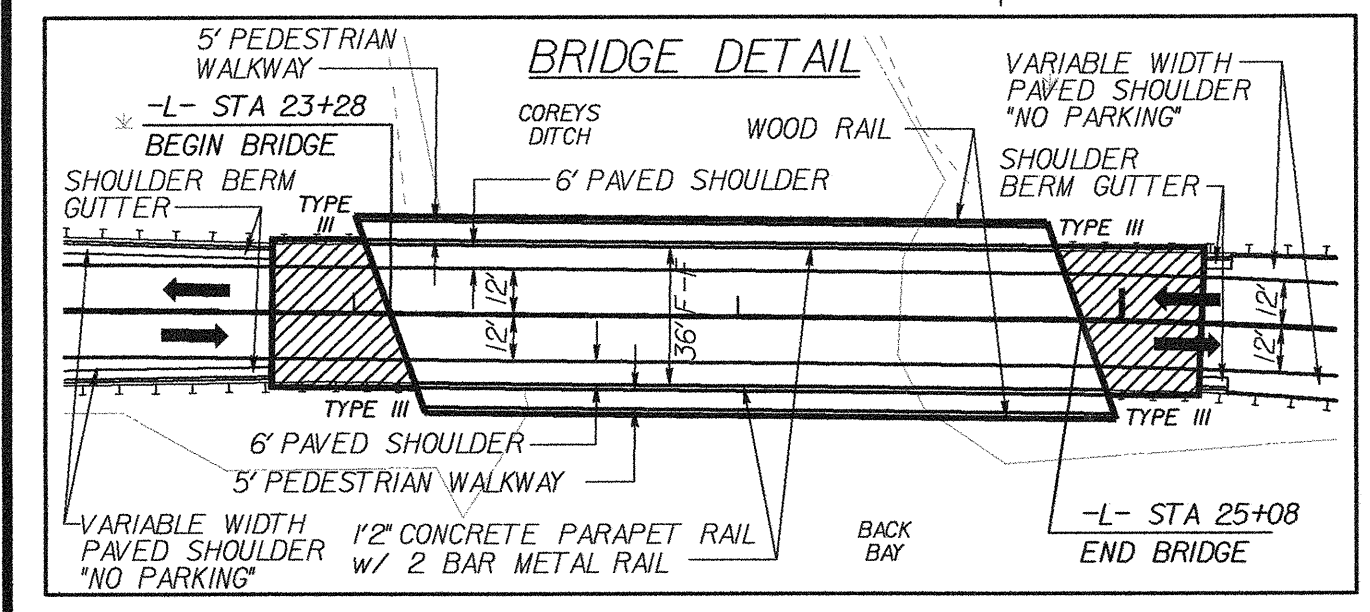 BRIDGE DETAIL
5' PEDESTRIAN
WALKWAY
-L- STA 23+28
BEGIN BRIDGE
SHOULDER BERM
GUTTER
TYPE
III
COREYS
DITCH
WOOD RAIL
6' PAVED SHOULDER
VARIABLE WIDTH
PAVED SHOULDER
"NO PARKING"
SHOULDER
BERM GUTTER
TYPE III
12'
12'
36' F-F
12'
12'
TYPE III
TYPE III
6' PAVED SHOULDER
5' PEDESTRIAN WALKWAY
VARIABLE WIDTH
PAVED SHOULDER
"NO PARKING"
1'2" CONCRETE PARAPET RAIL
w/ 2 BAR METAL RAIL
BACK
BAY
-L- STA 25+08
END BRIDGE